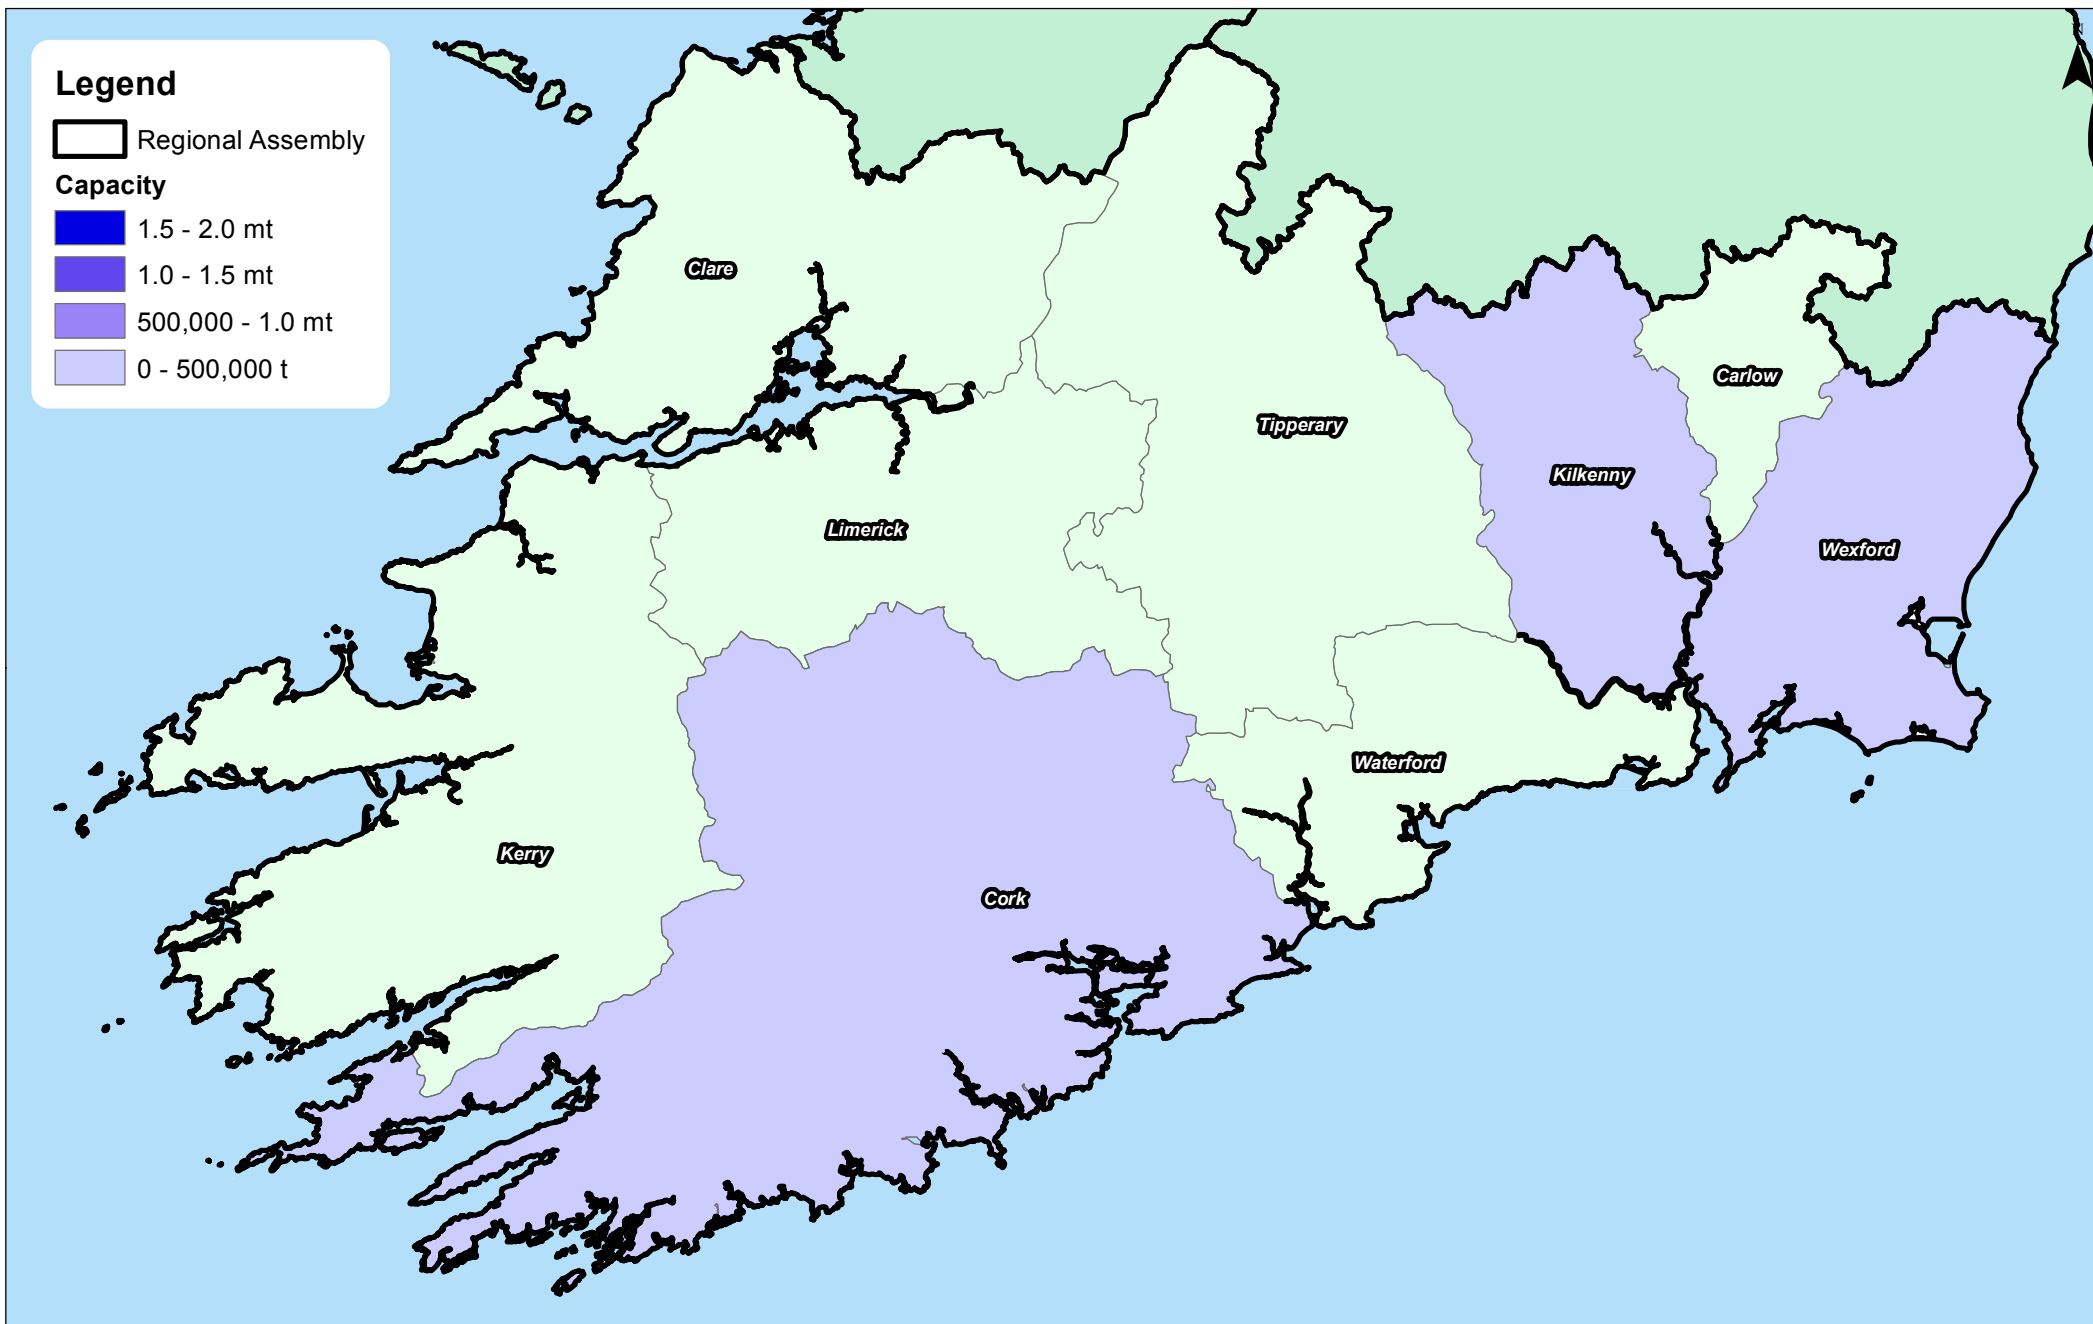 Legend
Regional Assembly
Capacity
1.5 - 2.0 mt
1.0 - 1.5 mt
500,000 - 1.0 mt
0 - 500,000 t
Clare
Carlow
Tipperary
Kilkenny
Limerick
Wexford
Waterford
Kerry
Cork